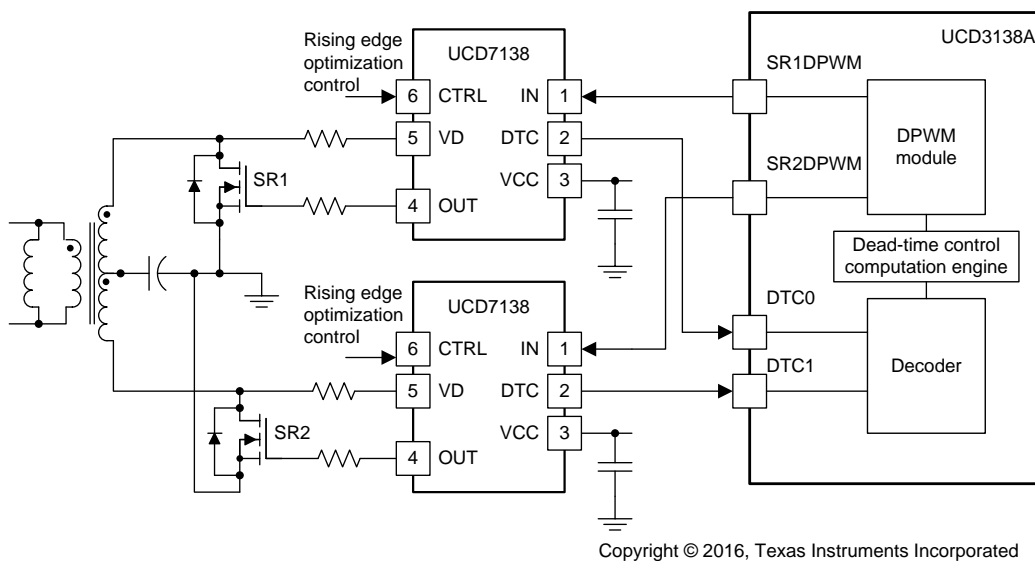 Rising edge
optimization
control
UCD7138
6
CTRL
IN
1
5
VD
DTC
2
VCC
3
4
OUT
SR1
UCD3138A
SR1DPWM
SR2DPWM
DPWM
module
Dead-time control
computation engine
DTC0
DTC1
Decoder
Rising edge
optimization
control
UCD7138
6
CTRL
IN
1
5
VD
DTC
2
VCC
3
4
OUT
SR2
Copyright © 2016, Texas Instruments Incorporated